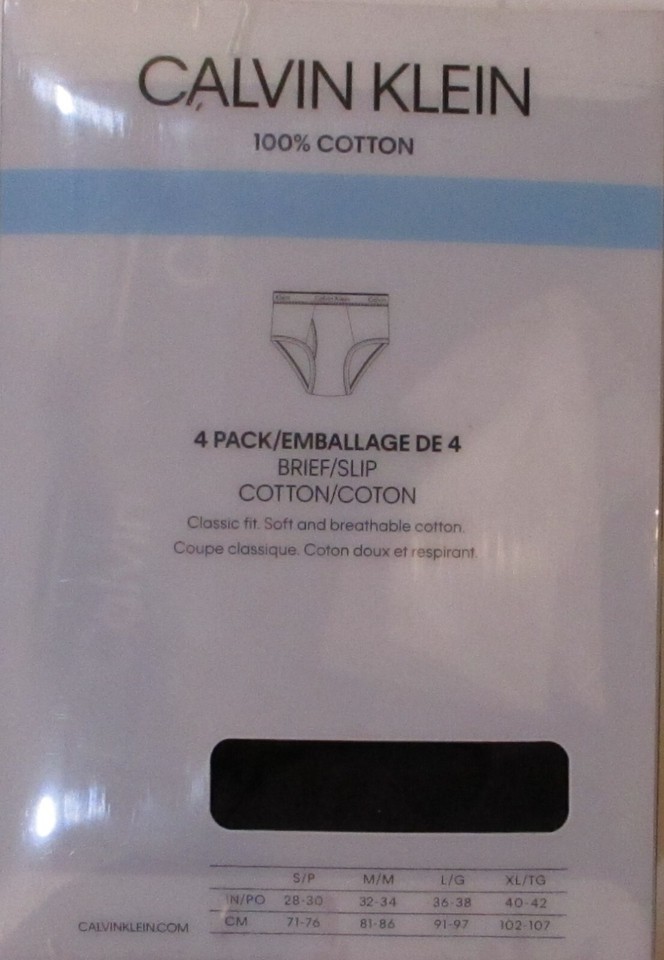 CALVIN KLEIN
100% COTTON
Calvin Klein
4 PACK/EMBALLAGE DE 4
BRIEF/SLIP
COTTON/COTON
Classic fit. Soft and breathable cotton.
Coupe classique. Coton doux et respirant.
S/P M/M L/G XL/TG
IN/PO 28-30 32-34 36-38 40-42
CM 71-76 81-86 91-97 102-107
CALVINKLEIN.COM